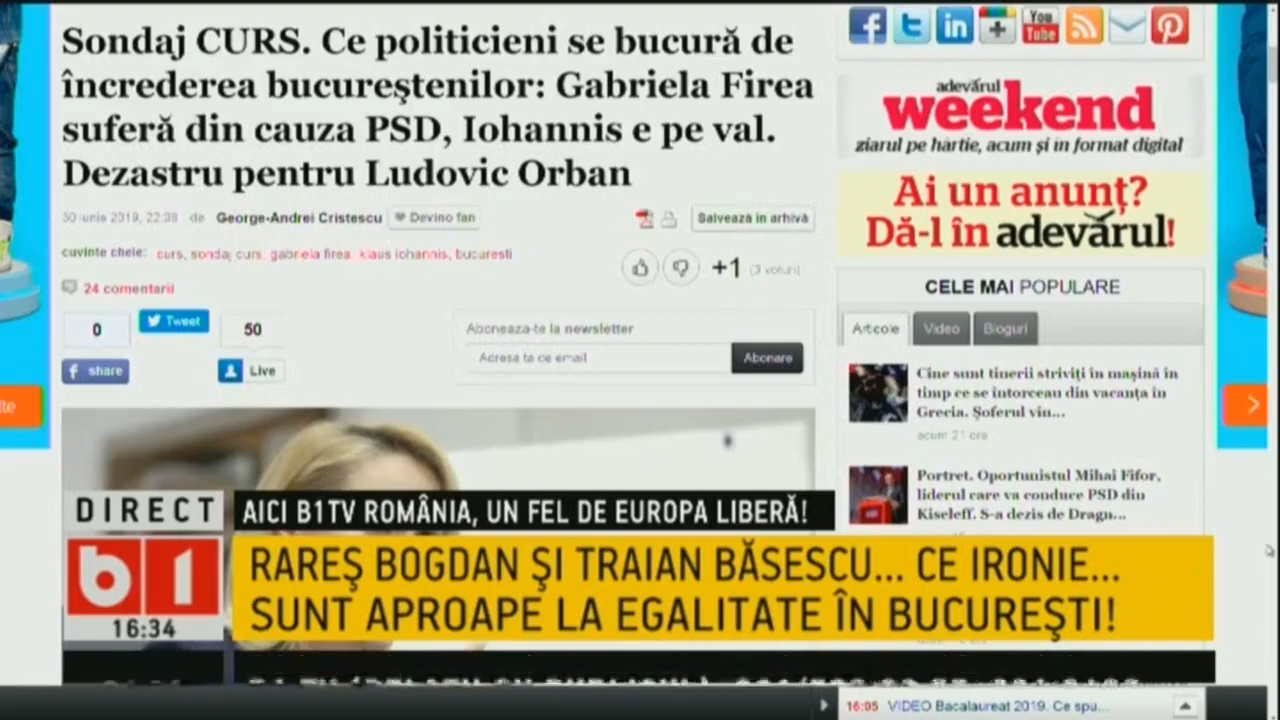 Sondaj CURS. Ce politicieni se bucură de
încrederea bucureştenilor: Gabriela Firea
suferă din cauza PSD, Iohannis e pe val.
Dezastru pentru Ludovic Orban
30 iunie 2019, 22:38 de George-Andrei Cristescu Devino fan
Salvează în arhivă
cuvinte cheie: curs, sondaj curs, gabriela firea, klaus iohannis, bucuresti
+1 (3 voturi)
24 comentarii
0
Tweet
50
share
Live
Aboneaza-te la newsletter
Adresa ta de email
Abonare
You
Tube
adevărul
weekend
ziarul pe hârtie, acum şi în format digital
Ai un anunţ?
Dă-l în adevărul!
CELE MAI POPULARE
Articole Video Bloguri
Cine sunt tinerii striviţi în maşină în
timp ce se întorceau din vacanţa în
Grecia. Şoferul vin...
acum 21 ore
Portret. Oportunistul Mihai Fifor,
liderul care va conduce PSD din
Kiseleff. S-a dezis de Dragn...
lte
DIRECT
AICI B1TV ROMÂNIA, UN FEL DE EUROPA LIBERĂ!
b1
16:34
RAREŞ BOGDAN ŞI TRAIAN BĂSESCU... CE IRONIE...
SUNT APROAPE LA EGALITATE ÎN BUCUREŞTI!
16:05 VIDEO Bacalaureat 2019. Ce spu...